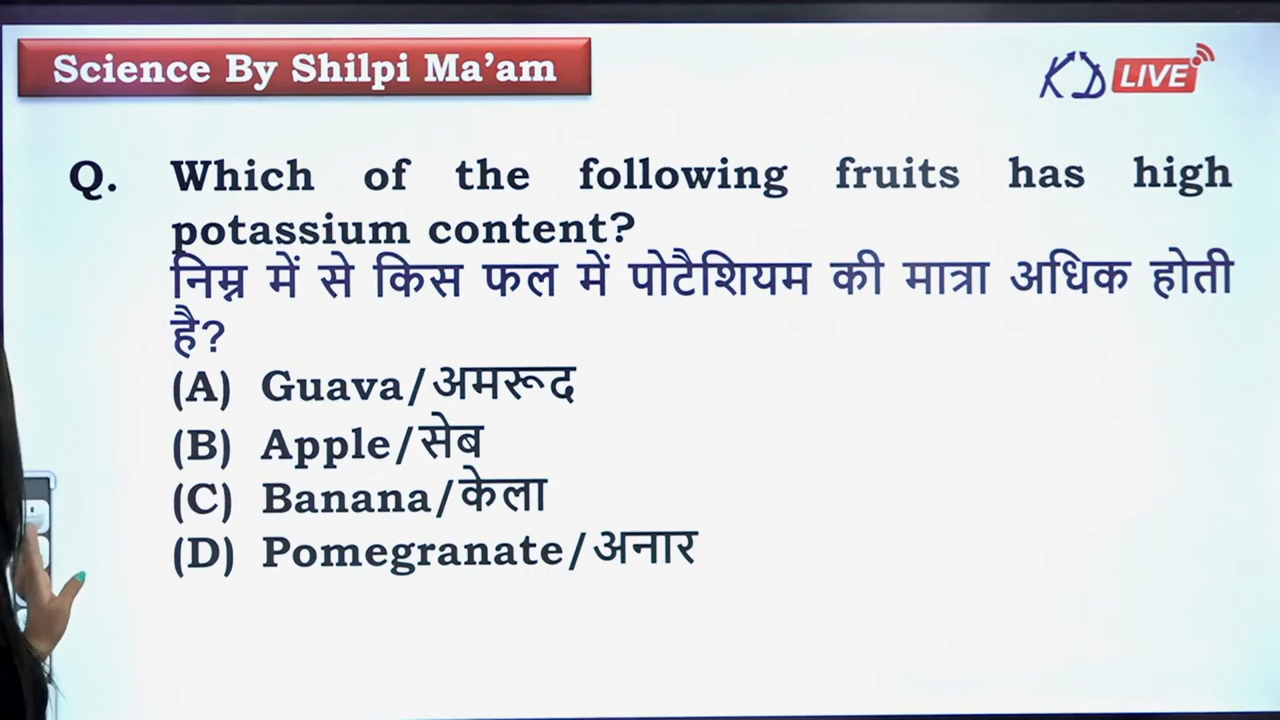 Science By Shilpi Ma’am
KD LIVE
Q. Which of the following fruits has high
potassium content?
निम्न में से किस फल में पोटैशियम की मात्रा अधिक होती
है?
(A) Guava/अमरूद
(B) Apple/सेब
(C) Banana/केला
(D) Pomegranate/अनार